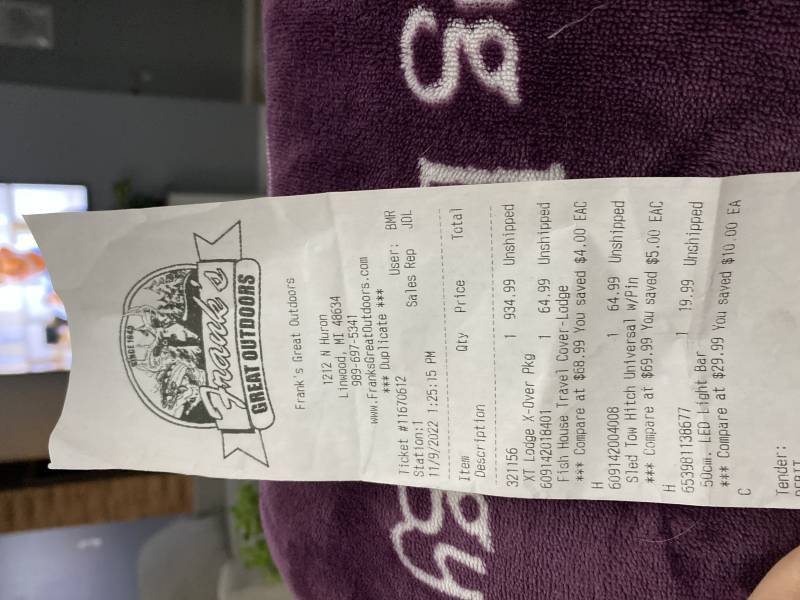 SINCE 1945
Frank's
GREAT OUTDOORS
Frank's Great Outdoors
1212 N Huron
Linwood, MI 48634
989-697-5341
www.FranksGreatOutdoors.com
*** Duplicate ***
Ticket #11670612 User: BMR
Station:1 Sales Rep JDL
11/9/2022 1:25:15 PM
Item Qty Price Total
Description
321156 1 934.99 Unshipped
XT Lodge X-Over Pkg
609142018401 1 64.99 Unshipped
Fish House Travel Cover-Lodge
*** Compare at $68.99 You saved $4.00 EAC
H
609142004008 1 64.99 Unshipped
Sled Tow Hitch Universal w/Pin
*** Compare at $69.99 You saved $5.00 EAC
H
653981138677 1 19.99 Unshipped
50cm. LED Light Bar
*** Compare at $29.99 You saved $10.00 EA
C
Tender:
DEBIT